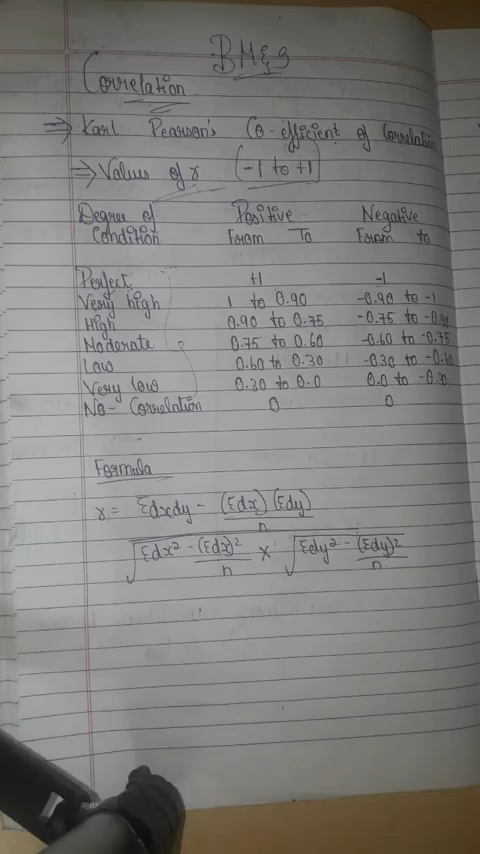 BM & S
Correlation
⇒ Karl Pearson's Co-efficient of Correlation
⇒ Values of r (-1 to +1)
Degree of Positive Negative
Condition From To From to
Perfect +1 -1
Very high 1 to 0.90 -0.90 to -1
High 0.90 to 0.75 -0.75 to -0.90
Moderate 0.75 to 0.60 -0.60 to -0.75
Low 0.60 to 0.30 -0.30 to -0.60
Very low 0.30 to 0.0 0.0 to -0.30
No- Correlation 0 0
Formula
r = Σdxdy - (Σdx) (Σdy)
n
√Σdx² - (Σdx)² × √Σdy² - (Σdy)²
n n